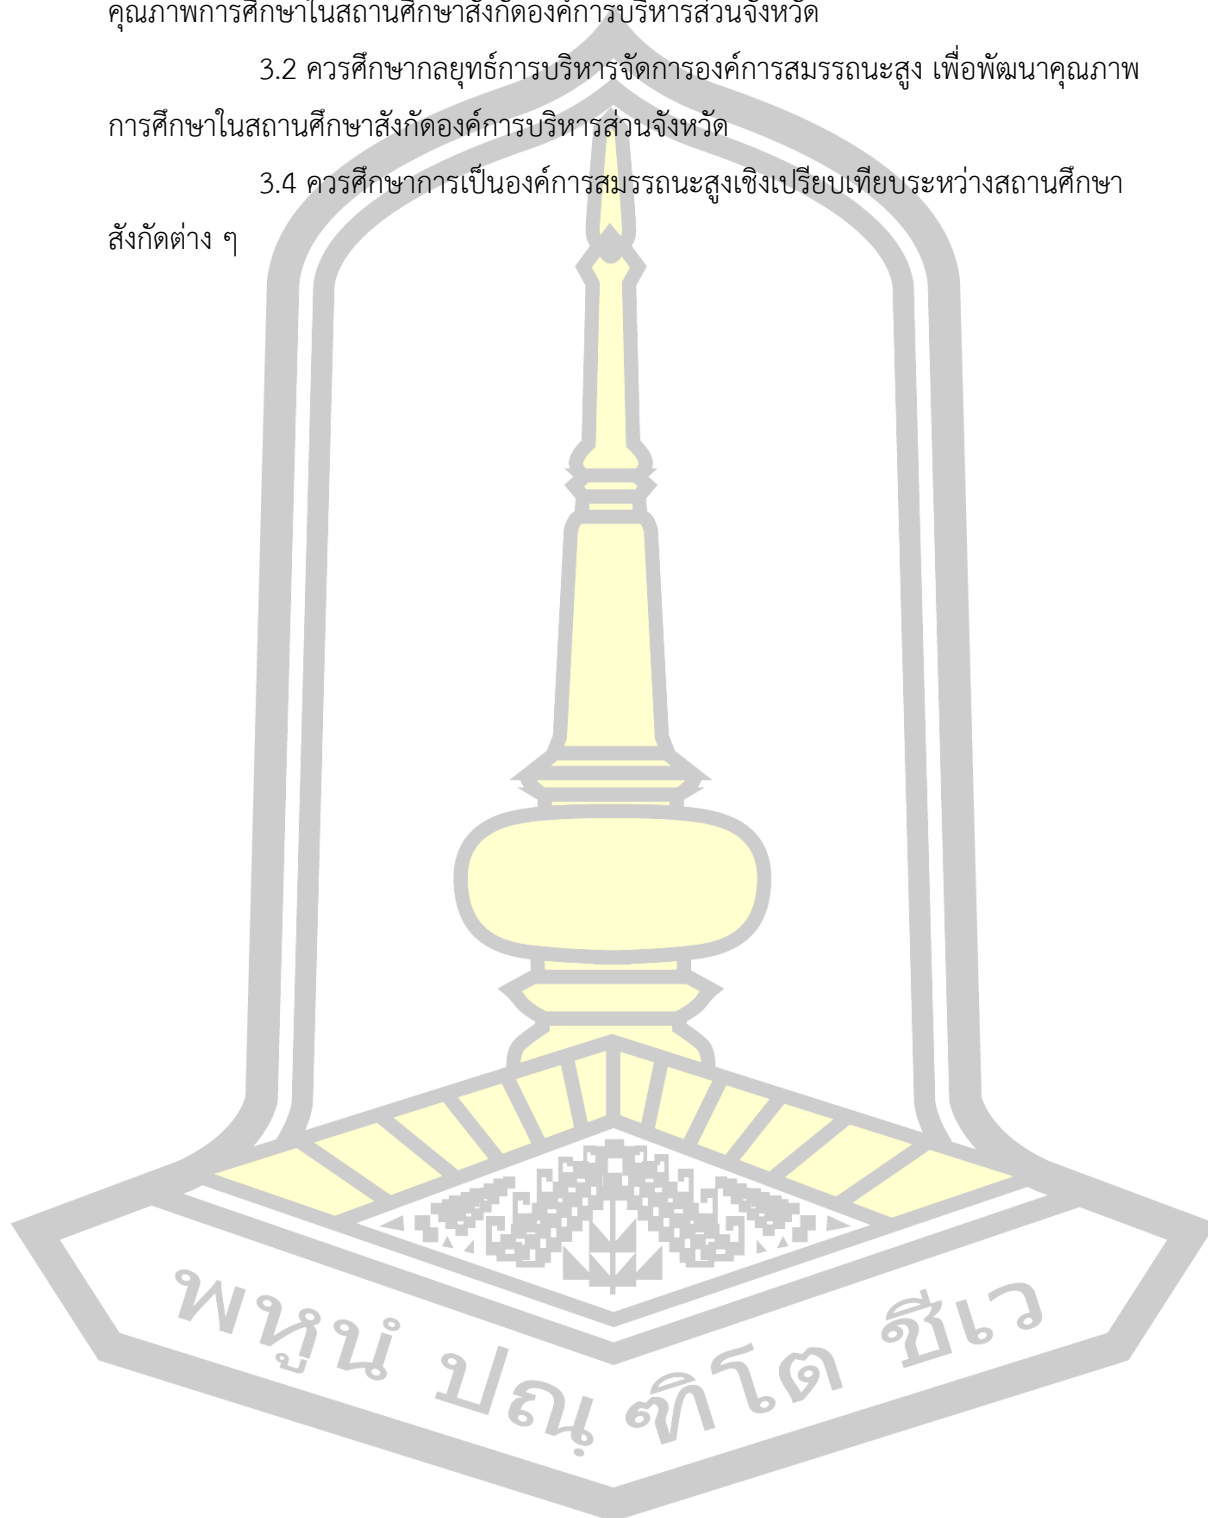 คุณภาพการศึกษาในสถานศึกษาสังกัดองค์การบริหารส่วนจังหวัด
3.2 ควรศึกษากลยุทธ์การบริหารจัดการองค์การสมรรถนะสูง เพื่อพัฒนาคุณภาพ
การศึกษาในสถานศึกษาสังกัดองค์การบริหารส่วนจังหวัด
3.4 ควรศึกษาการเป็นองค์การสมรรถนะสูงเชิงเปรียบเทียบระหว่างสถานศึกษา
สังกัดต่าง ๆ
พหูนํ ปณฺฑิโต ชีเว